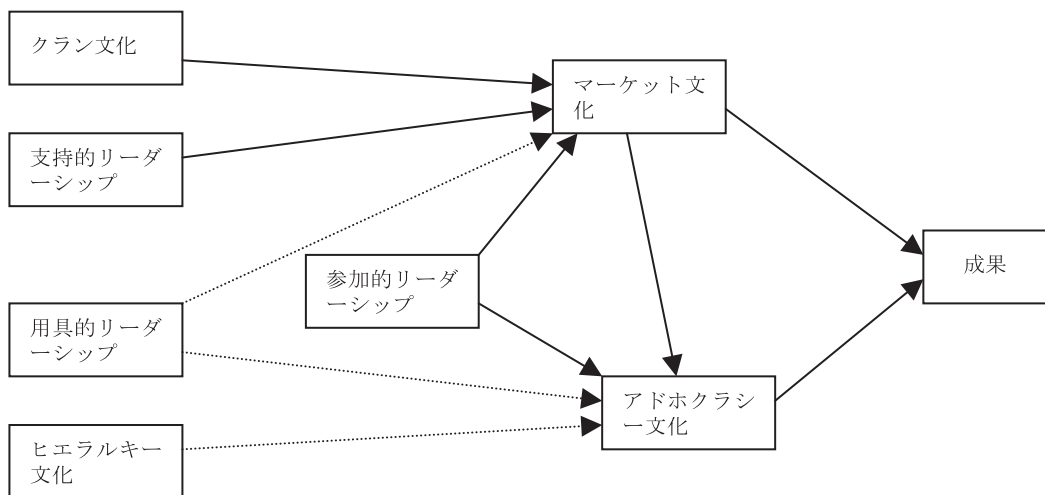 クラン文化
マーケット文
化
支持的リーダ
ーシップ
参加的リーダ
ーシップ
成果
用具的リーダ
ーシップ
アドホクラシ
ー文化
ヒエラルキー
文化